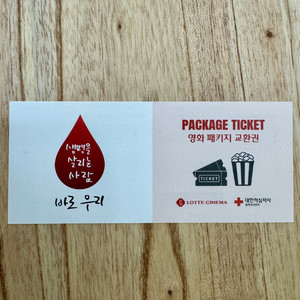 생명을
살리는
사람
바로 우리
PACKAGE TICKET
영화 패키지 교환권
TICKET
LOTTE CINEMA
대한적십자사